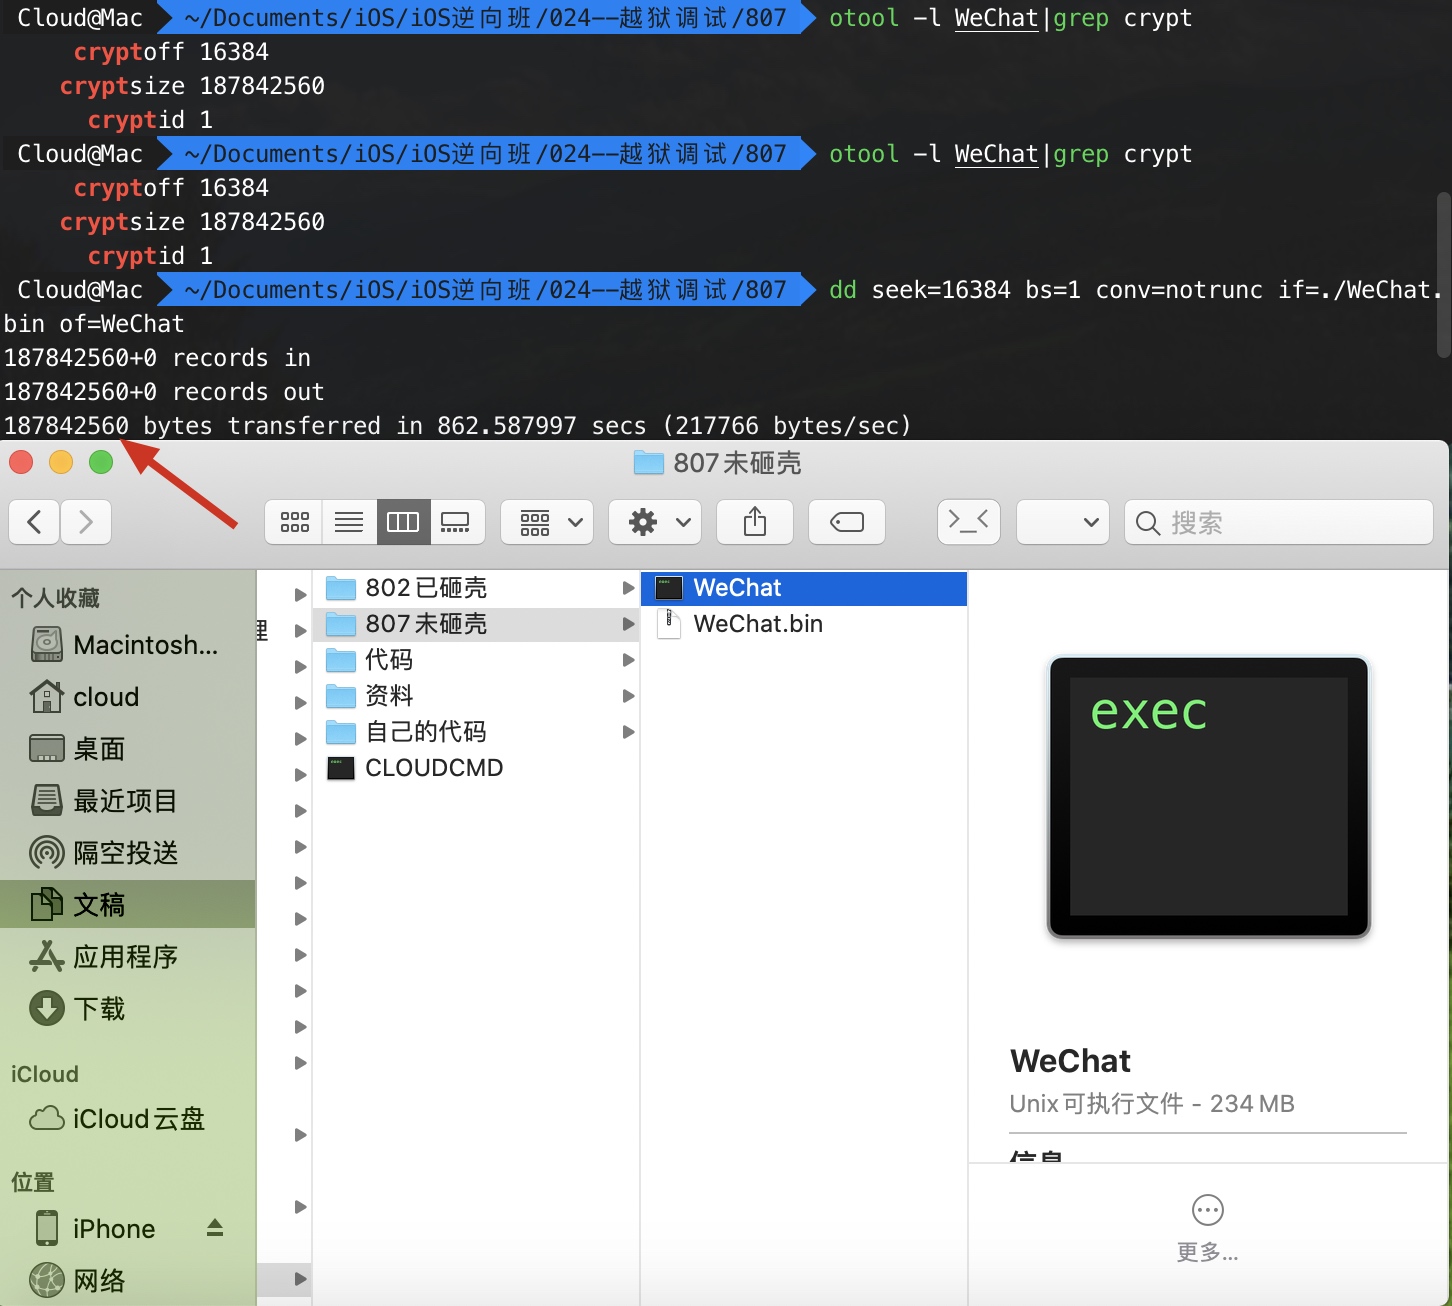 Cloud@Mac ~/Documents/iOS/iOS逆向班/024--越狱调试/807 otool -l WeChat|grep crypt
cryptoff 16384
cryptsize 187842560
cryptid 1
Cloud@Mac ~/Documents/iOS/iOS逆向班/024--越狱调试/807 otool -l WeChat|grep crypt
cryptoff 16384
cryptsize 187842560
cryptid 1
Cloud@Mac ~/Documents/iOS/iOS逆向班/024--越狱调试/807 dd seek=16384 bs=1 conv=notrunc if=./WeChat.
bin of=WeChat
187842560+0 records in
187842560+0 records out
187842560 bytes transferred in 862.587997 secs (217766 bytes/sec)
807未砸壳
搜索
个人收藏
Macintosh...
cloud
桌面
最近项目
隔空投送
文稿
应用程序
下载
iCloud
iCloud云盘
位置
iPhone
网络
理
802已砸壳
807未砸壳
代码
资料
自己的代码
CLOUDCMD
WeChat
WeChat.bin
exec
WeChat
Unix可执行文件 - 234 MB
信息
更多...